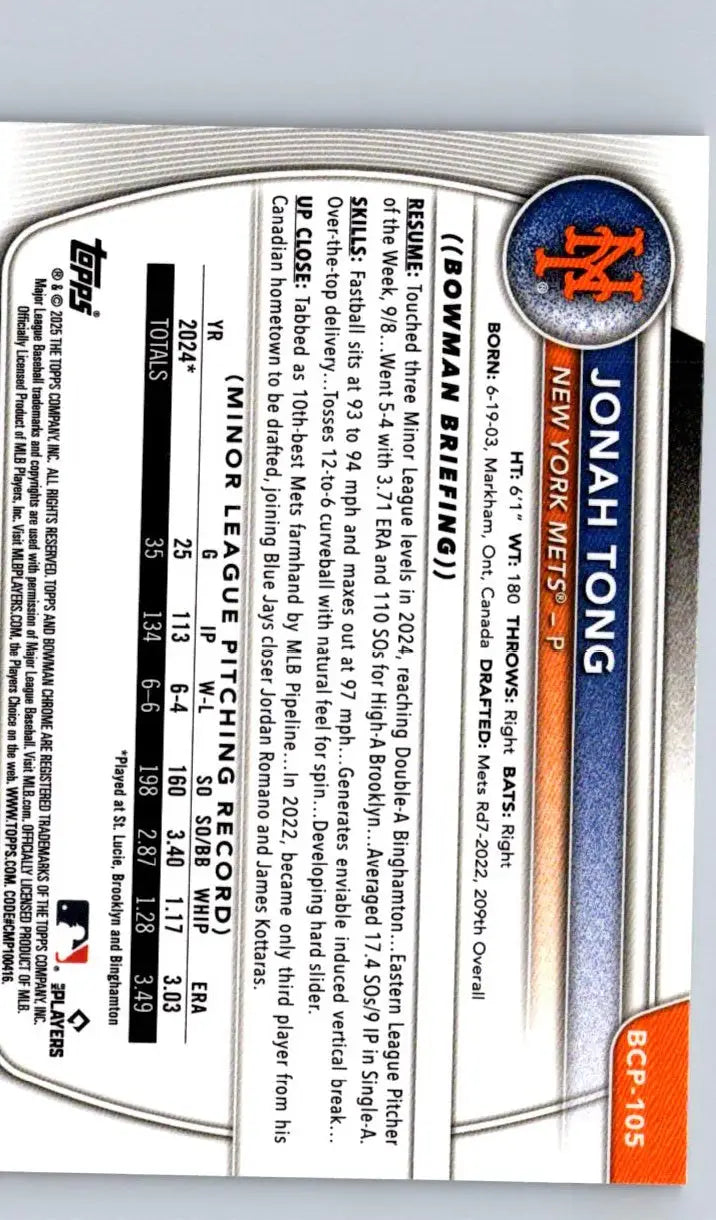 BCP-105
JONAH TONG
NEW YORK METS® – P
HT: 6'1" WT: 180 THROWS: Right BATS: Right
BORN: 6-19-03, Markham, Ont, Canada DRAFTED: Mets Rd7-2022, 209th Overall
((BOWMAN BRIEFING))
RESUME: Touched three Minor League levels in 2024, reaching Double-A Binghamton...Eastern League Pitcher
of the Week, 9/8...Went 5-4 with 3.71 ERA and 110 SOs for High-A Brooklyn...Averaged 17.4 SOs/9 IP in Single-A.
SKILLS: Fastball sits at 93 to 94 mph and maxes out at 97 mph...Generates enviable induced vertical break...
Over-the-top delivery...Tosses 12-to-6 curveball with natural feel for spin...Developing hard slider.
UP CLOSE: Tabbed as 10th-best Mets farmhand by MLB Pipeline....In 2022, became only third player from his
Canadian hometown to be drafted, joining Blue Jays closer Jordan Romano and James Kottaras.
(MINOR LEAGUE PITCHING RECORD)
YR G IP W-L SO SO/BB WHIP ERA
2024* 25 113 6-4 160 3.40 1.17 3.03
TOTALS 35 134 6-6 198 2.87 1.28 3.49
*Played at St. Lucie, Brooklyn and Binghamton
topps®
MLB PLAYERS
® & © 2025 THE TOPPS COMPANY, INC. ALL RIGHTS RESERVED. TOPPS AND BOWMAN CHROME ARE REGISTERED TRADEMARKS OF THE TOPPS COMPANY, INC.
Major League Baseball trademarks and copyrights are used with permission of Major League Baseball. Visit MLB.com. OFFICIALLY LICENSED PRODUCT OF MLB.
Officially Licensed Product of MLB Players, Inc. Visit MLBPLAYERS.COM, the Players Choice on the web. WWW.TOPPS.COM. CODE#CMP100416.